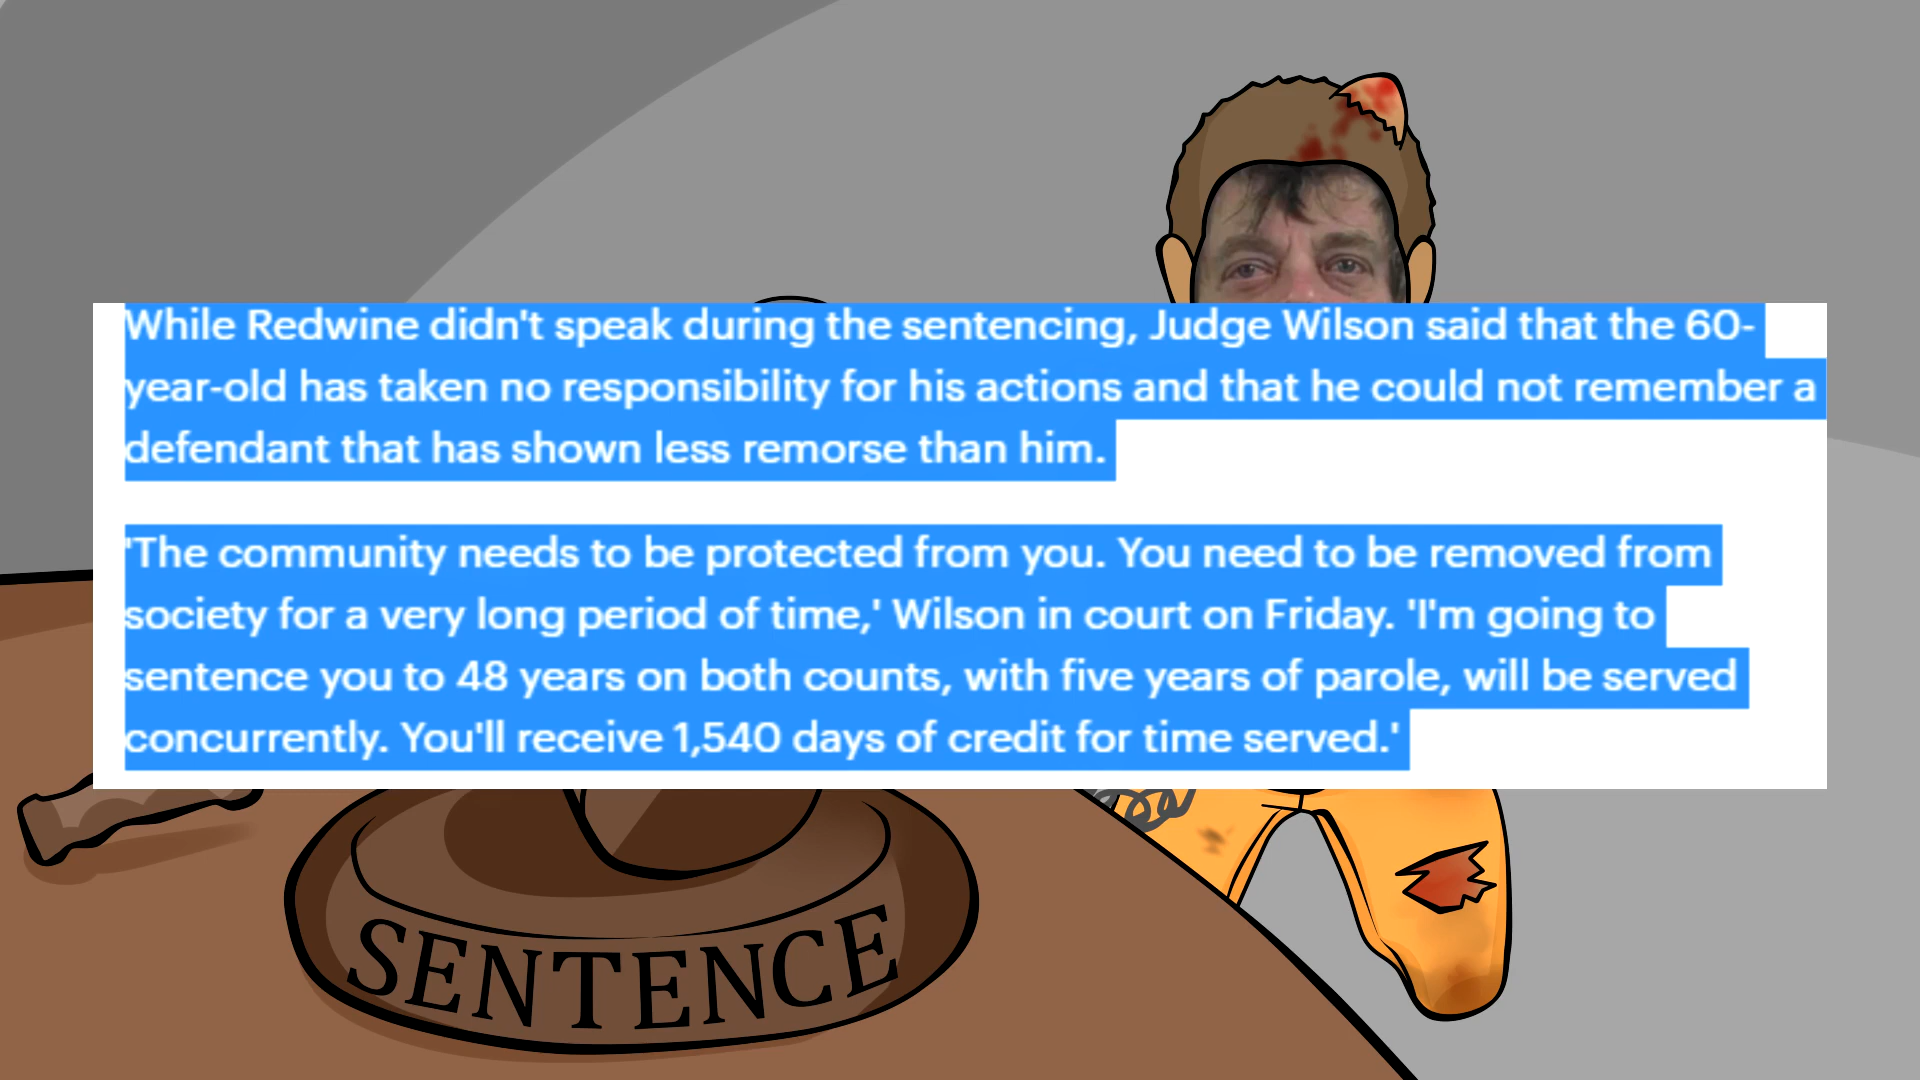 While Redwine didn't speak during the sentencing, Judge Wilson said that the 60-
year-old has taken no responsibility for his actions and that he could not remember a
defendant that has shown less remorse than him.
'The community needs to be protected from you. You need to be removed from
society for a very long period of time,' Wilson in court on Friday. 'I'm going to
sentence you to 48 years on both counts, with five years of parole, will be served
concurrently. You'll receive 1,540 days of credit for time served.'
SENTENCE